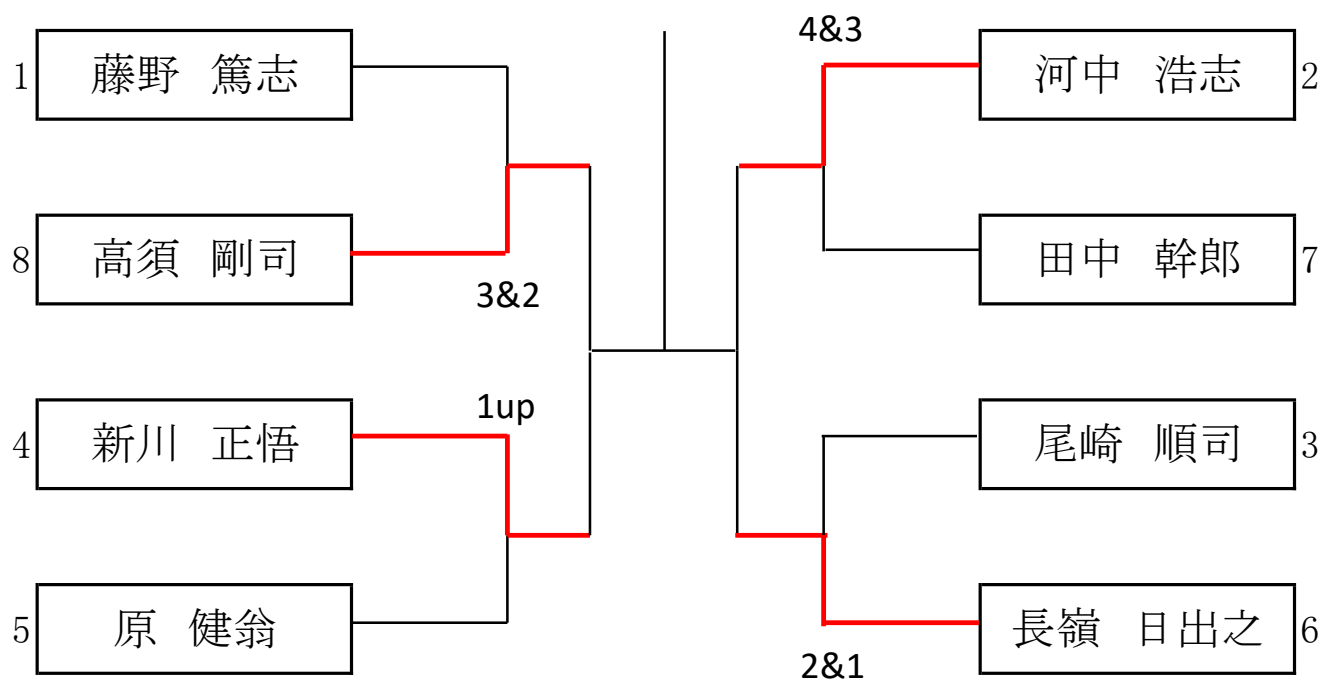 4&3
1 藤野 篤志
河中 浩志 2
8 高須 剛司
田中 幹郎 7
3&2
1up
4 新川 正悟
尾崎 順司 3
5 原 健翁
長嶺 日出之 6
2&1